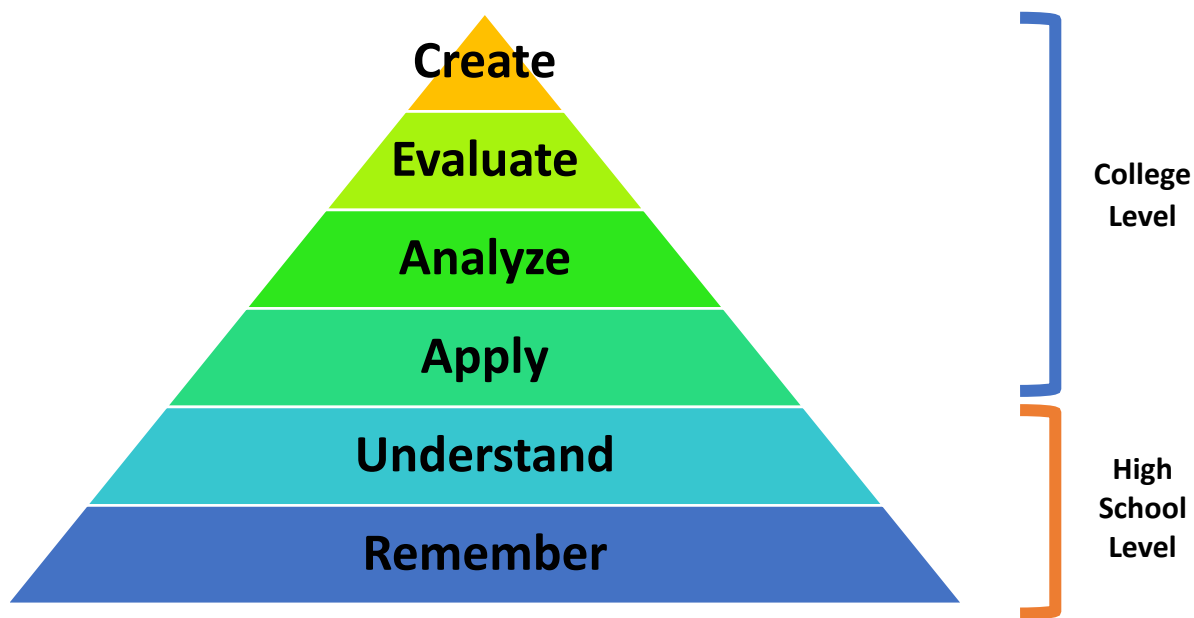 Create
Evaluate
Analyze
Apply
Understand
Remember
College
Level
High
School
Level